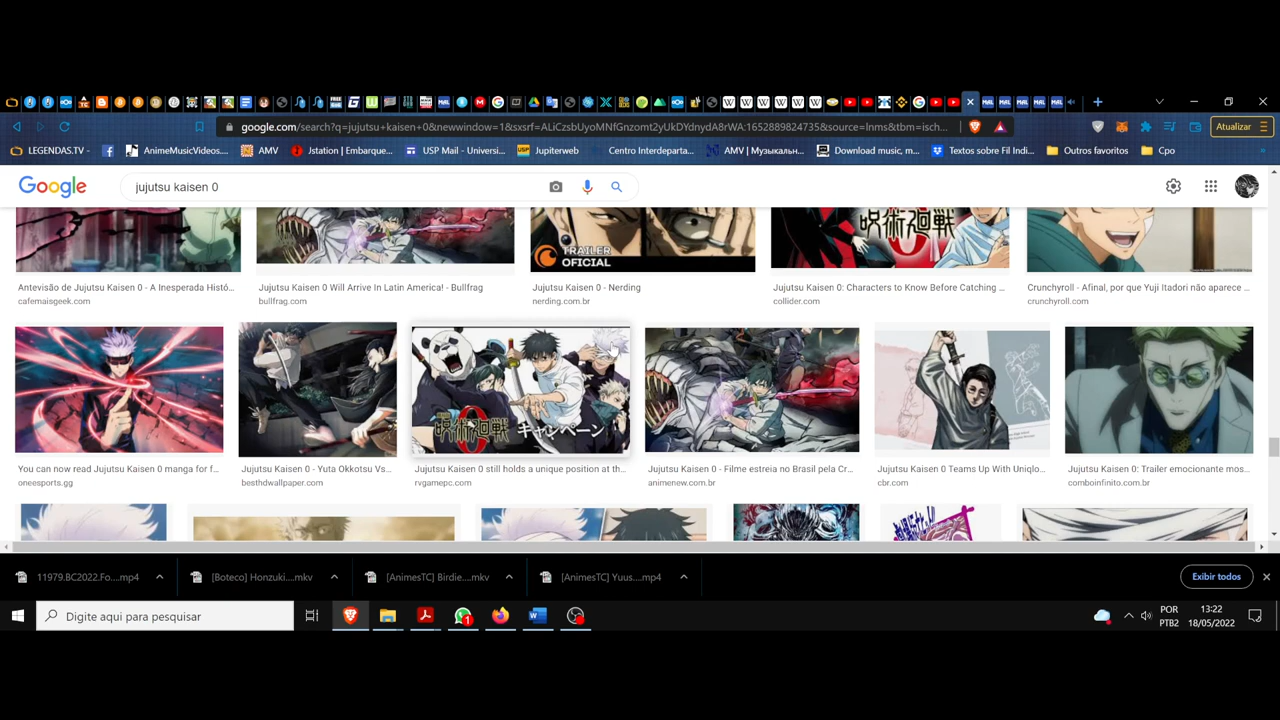 google.com/search?q=jujutsu+kaisen+0&newwindow=1&sxsrf=ALiCzsbUyoMNfGnzomt2yUkDYdnydA8rWA:1652889824735&source=lnms&tbm=isch...
Atualizar
LEGENDAS.TV -
AnimeMusicVideos....
AMV
Jstation | Embarque...
USP Mail - Universi...
Jupiterweb
Centro Interdeparta...
AMV | Музыкальн...
Download music, m...
Textos sobre Fil Indi...
Outros favoritos
Cpo
Google
jujutsu kaisen 0
TRAILER
OFICIAL
呪術廻戦
0
Antevisão de Jujutsu Kaisen 0 - A Inesperada Histó...
cafemaisgeek.com
Jujutsu Kaisen 0 Will Arrive In Latin America! - Bullfrag
bullfrag.com
Jujutsu Kaisen 0 - Nerding
nerding.com.br
Jujutsu Kaisen 0: Characters to Know Before Catching ...
collider.com
Crunchyroll - Afinal, por que Yuji Itadori não aparece ...
crunchyroll.com
0
呪術廻戦 キャンペーン
You can now read Jujutsu Kaisen 0 manga for f...
oneesports.gg
Jujutsu Kaisen 0 - Yuta Okkotsu Vs...
besthdwallpaper.com
Jujutsu Kaisen 0 still holds a unique position at th...
rvgamepc.com
Jujutsu Kaisen 0 - Filme estreia no Brasil pela Cr...
animenew.com.br
Jujutsu Kaisen 0 Teams Up With Uniqlo...
cbr.com
Jujutsu Kaisen 0: Trailer emocionante mos...
comboinfinito.com.br
11979.BC2022.Fo....mp4
[Boteco] Honzuki....mkv
[AnimesTC] Birdie....mkv
[AnimesTC] Yuus....mp4
Exibir todos
Digite aqui para pesquisar
POR
PTB2
13:22
18/05/2022